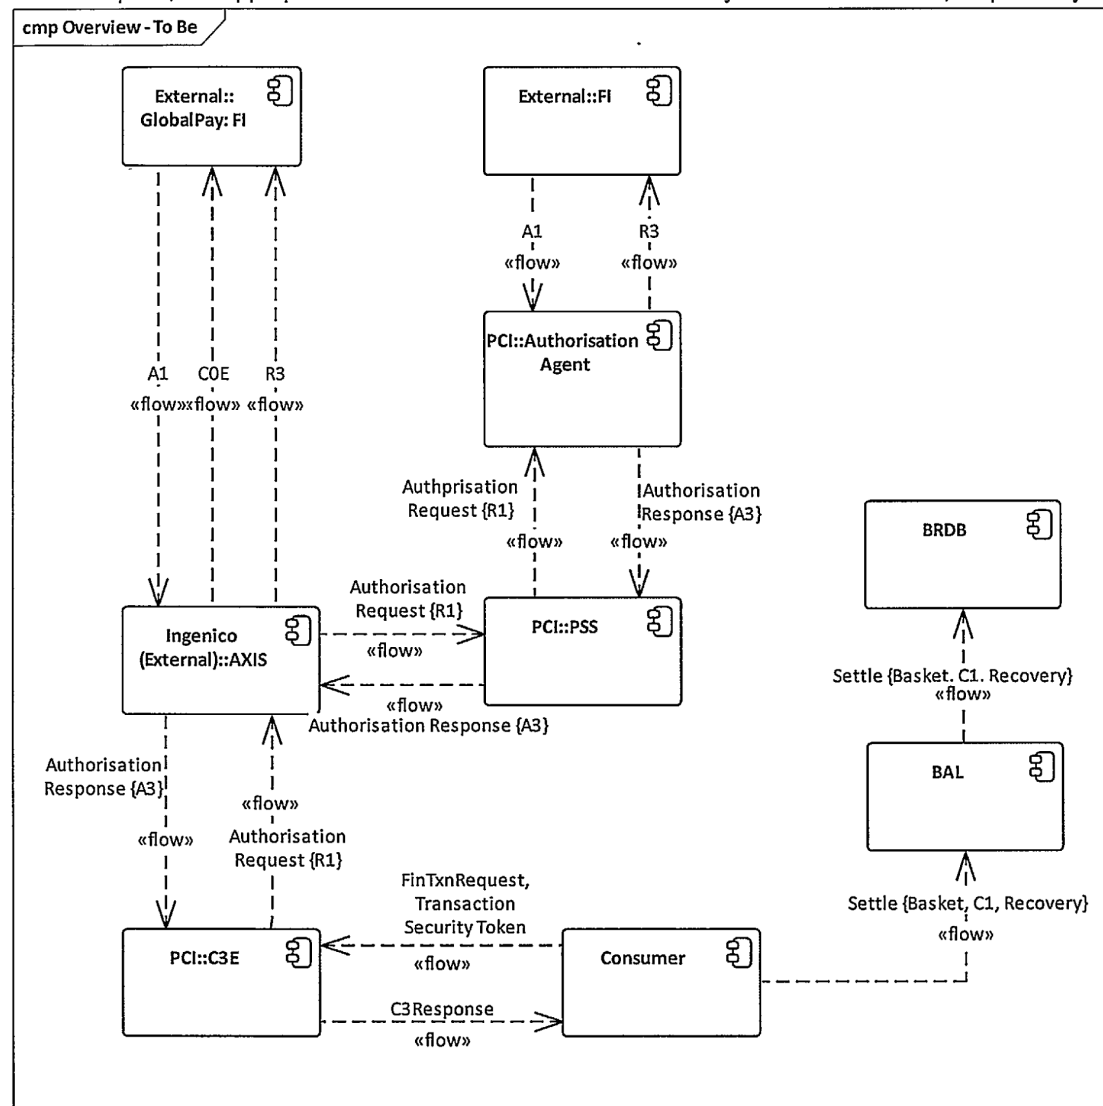 cmp Overview - To Be
External::
GlobalPay: FI
External::FI
A1
«flow»
R3
«flow»
PCI::Authorisation
Agent
A1
«flow»
C0E
«flow»
R3
«flow»
Authprisation
Request {R1}
«flow»
Authorisation
Response {A3}
«flow»
BRDB
Ingenico
(External)::AXIS
Authorisation
Request {R1}
«flow»
PCI::PSS
«flow»
Authorisation Response {A3}
Settle {Basket. C1. Recovery}
«flow»
BAL
Authorisation
Response {A3}
«flow»
«flow»
Authorisation
Request {R1}
FinTxnRequest,
Transaction
Security Token
«flow»
Settle {Basket, C1, Recovery}
«flow»
PCI::C3E
Consumer
C3Response
«flow»